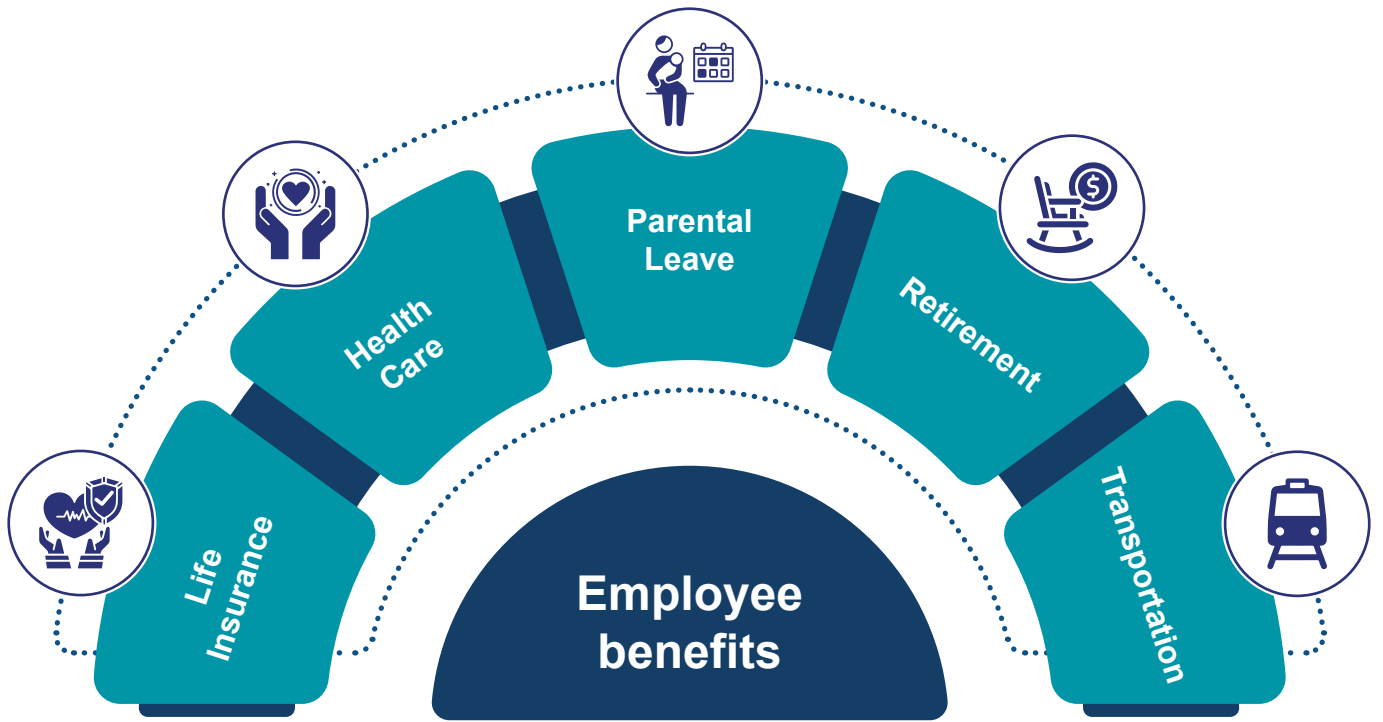 Life
Insurance
Health
Care
Parental
Leave
Retirement
$
Transportation
Employee
benefits